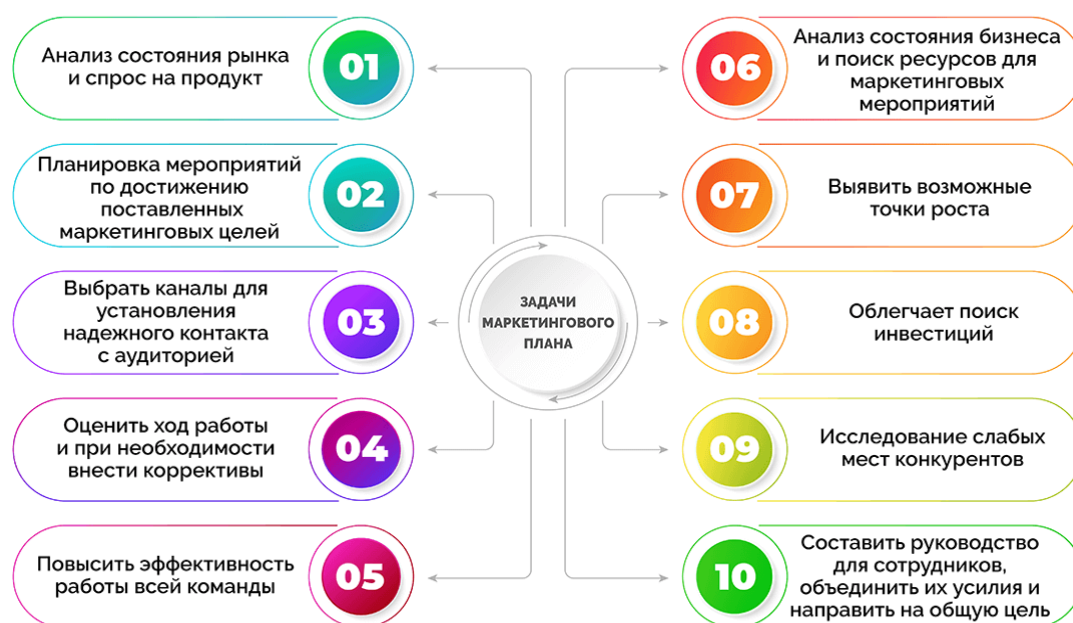 Анализ состояния рынка
и спрос на продукт
01
Планировка мероприятий
по достижению
поставленных
маркетинговых целей
02
Выбрать каналы для
установления
надежного контакта
с аудиторией
03
Оценить ход работы
и при необходимости
внести коррективы
04
Повысить эффективность
работы всей команды
05
ЗАДАЧИ
МАРКЕТИНГОВОГО
ПЛАНА
06
Анализ состояния бизнеса
и поиск ресурсов для
маркетинговых
мероприятий
07
Выявить возможные
точки роста
08
Облегчает поиск
инвестиций
09
Исследование слабых
мест конкурентов
10
Составить руководство
для сотрудников,
объединить их усилия и
направить на общую цель